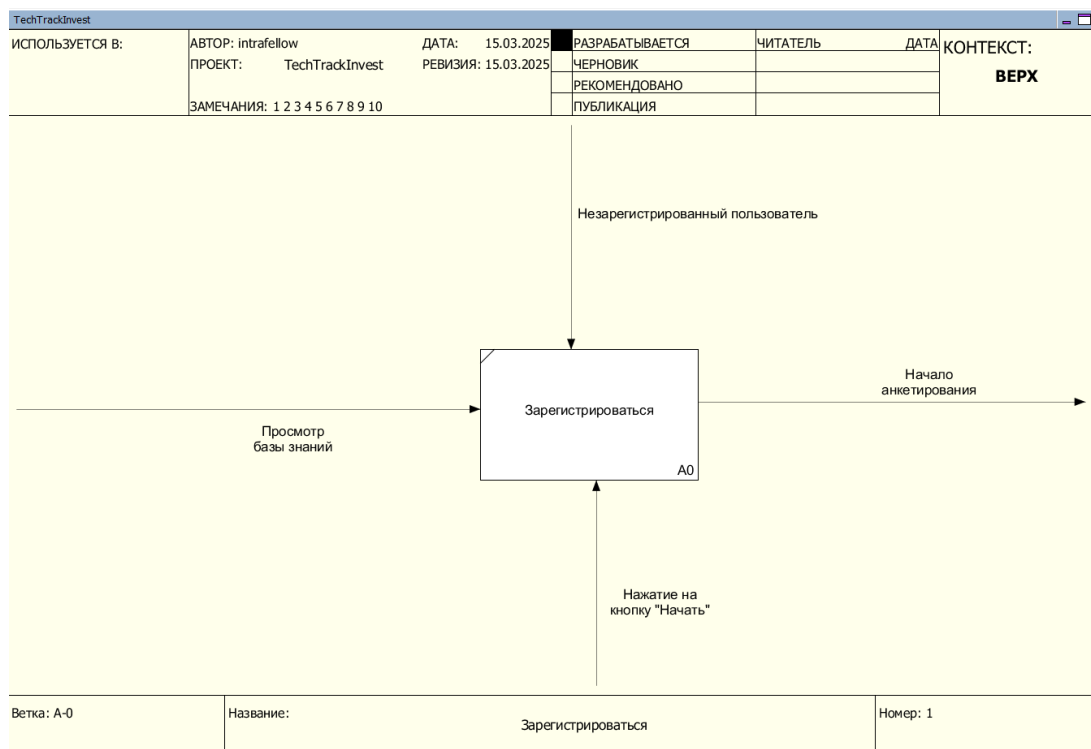 TechTrackInvest
ИСПОЛЬЗУЕТСЯ В:
АВТОР: intrafellow
ДАТА: 15.03.2025
ПРОЕКТ: TechTrackInvest
РЕВИЗИЯ: 15.03.2025
ЗАМЕЧАНИЯ: 1 2 3 4 5 6 7 8 9 10
РАЗРАБАТЫВАЕТСЯ
ЧЕРНОВИК
РЕКОМЕНДОВАНО
ПУБЛИКАЦИЯ
ЧИТАТЕЛЬ ДАТА
КОНТЕКСТ:
ВЕРХ
Незарегистрированный пользователь
Начало
анкетирования
Зарегистрироваться
Просмотр
базы знаний
A0
Нажатие на
кнопку "Начать"
Ветка: A-0
Название:
Зарегистрироваться
Номер: 1